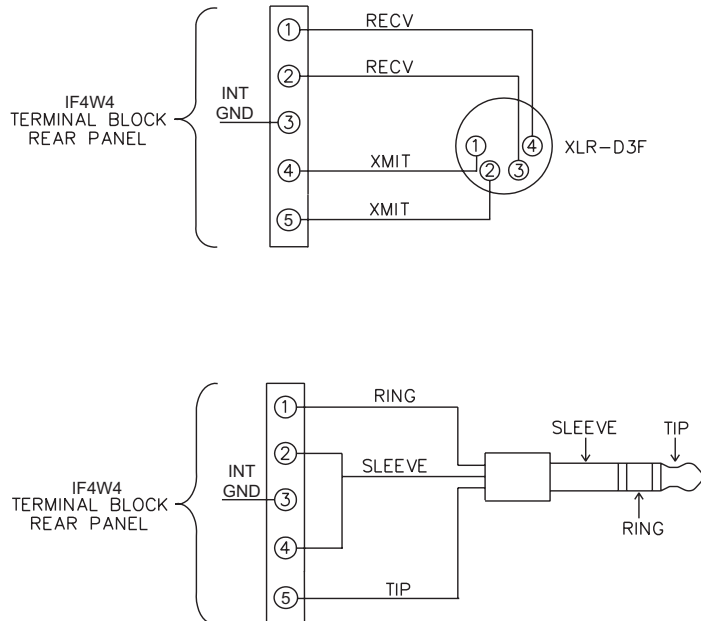 RECV
1
RECV
2
INT
GND
3
IF4W4
TERMINAL BLOCK
REAR PANEL
XMIT
4
XMIT
5
1
2
3
4
XLR-D3F
RING
1
2
SLEEVE
INT
GND
3
IF4W4
TERMINAL BLOCK
REAR PANEL
4
TIP
5
SLEEVE
TIP
RING